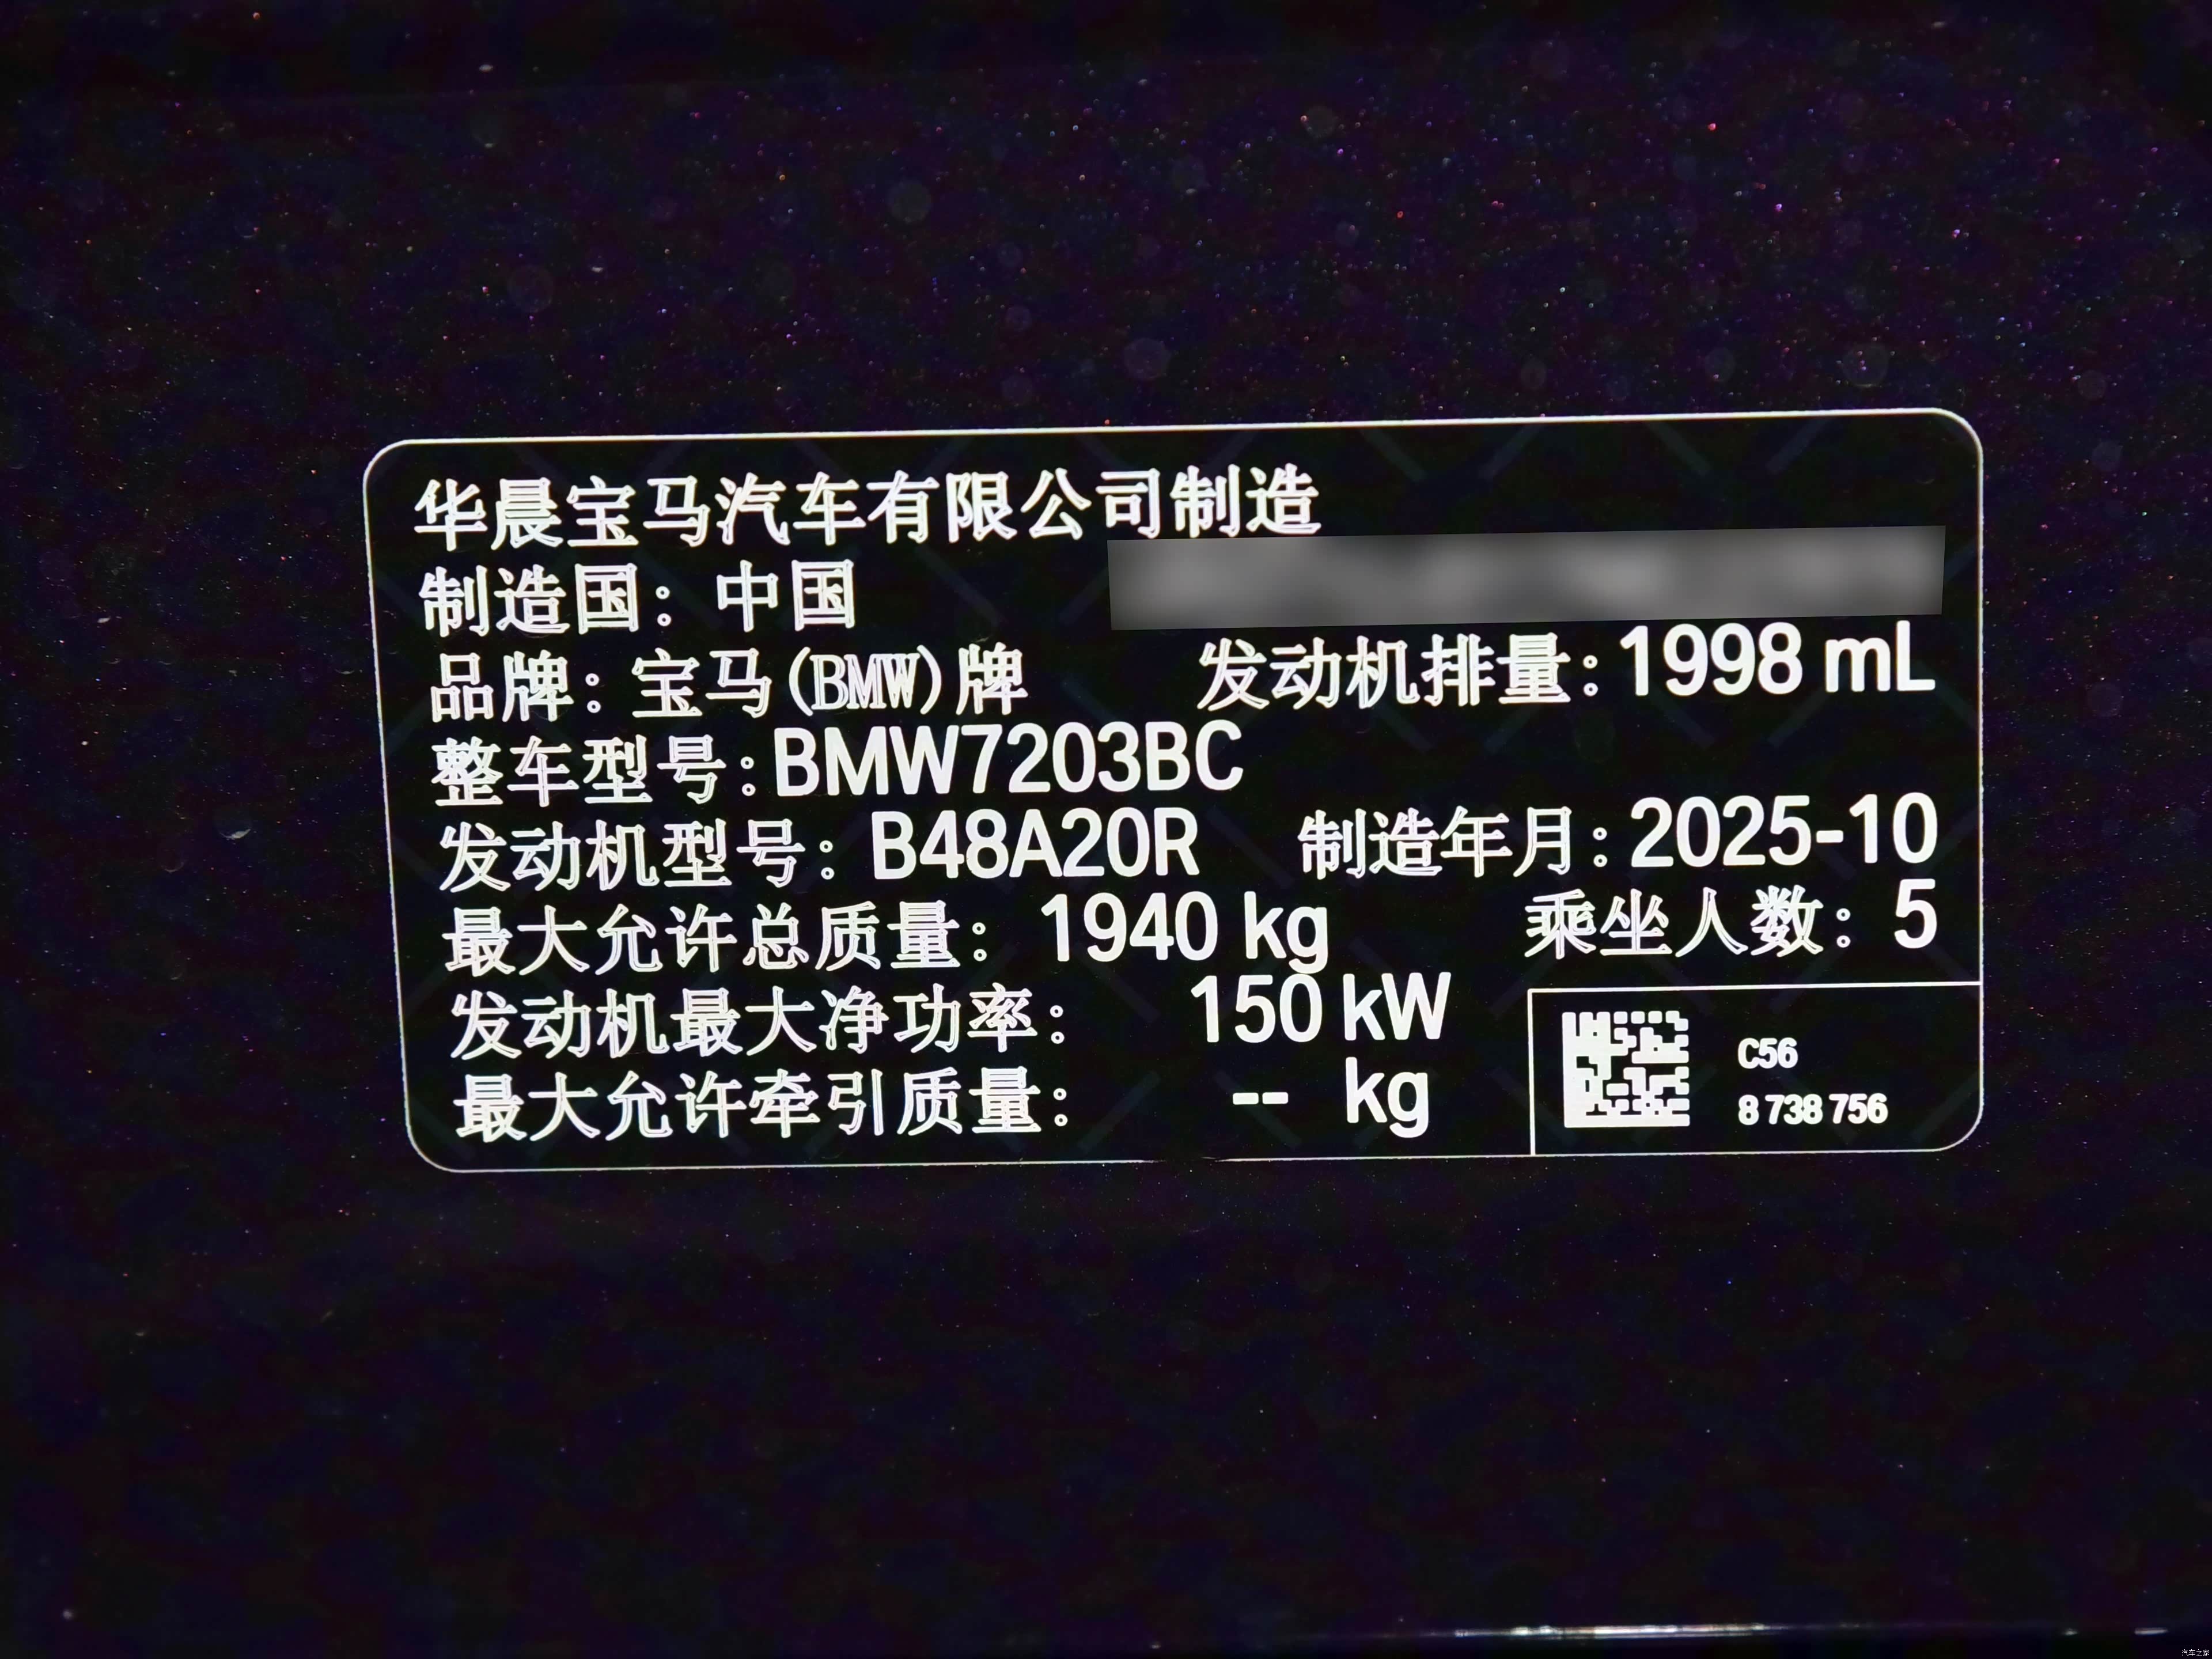 华晨宝马汽车有限公司制造
制造国：中国
品牌：宝马(BMW)牌 发动机排量：1998 mL
整车型号：BMW7203BC
发动机型号：B48A20R 制造年月：2025-10
最大允许总质量：1940 kg 乘坐人数：5
发动机最大净功率：150 kW
最大允许牵引质量：-- kg
C56
8 738 756
汽车之家